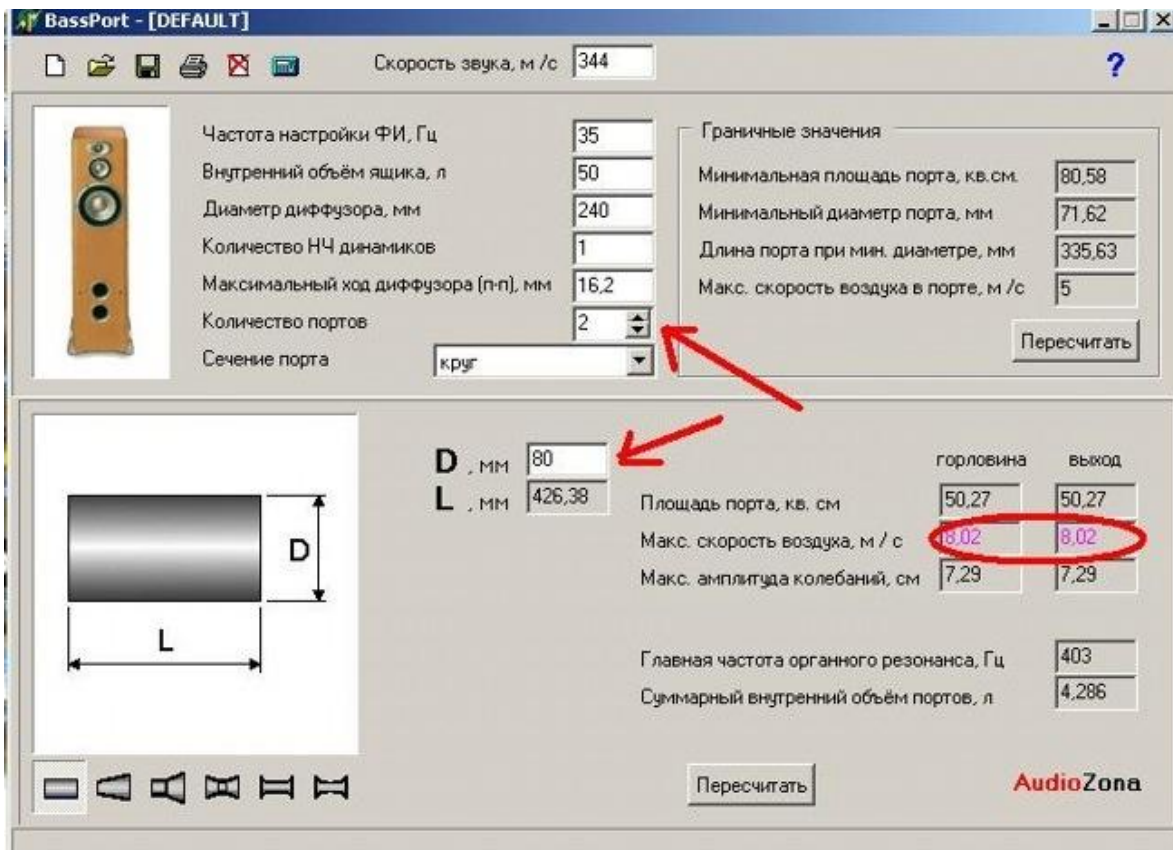 BassPort - [DEFAULT]
Скорость звука, м /с 344
?
Частота настройки ФИ, Гц 35
Внутренний объём ящика, л 50
Диаметр диффузора, мм 240
Количество НЧ динамиков 1
Максимальный ход диффузора (п-п), мм 16,2
Количество портов 2
Сечение порта круг
Граничные значения
Минимальная площадь порта, кв.см. 80,58
Минимальный диаметр порта, мм 71,62
Длина порта при мин. диаметре, мм 335,63
Макс. скорость воздуха в порте, м /с 5
Пересчитать
D
L
D , мм 80
L , мм 426,38
горловина выход
Площадь порта, кв. см 50,27 50,27
Макс. скорость воздуха, м / с 8,02 8,02
Макс. амплитуда колебаний, см 7,29 7,29
Главная частота органного резонанса, Гц 403
Суммарный внутренний объём портов, л 4,286
Пересчитать
AudioZona